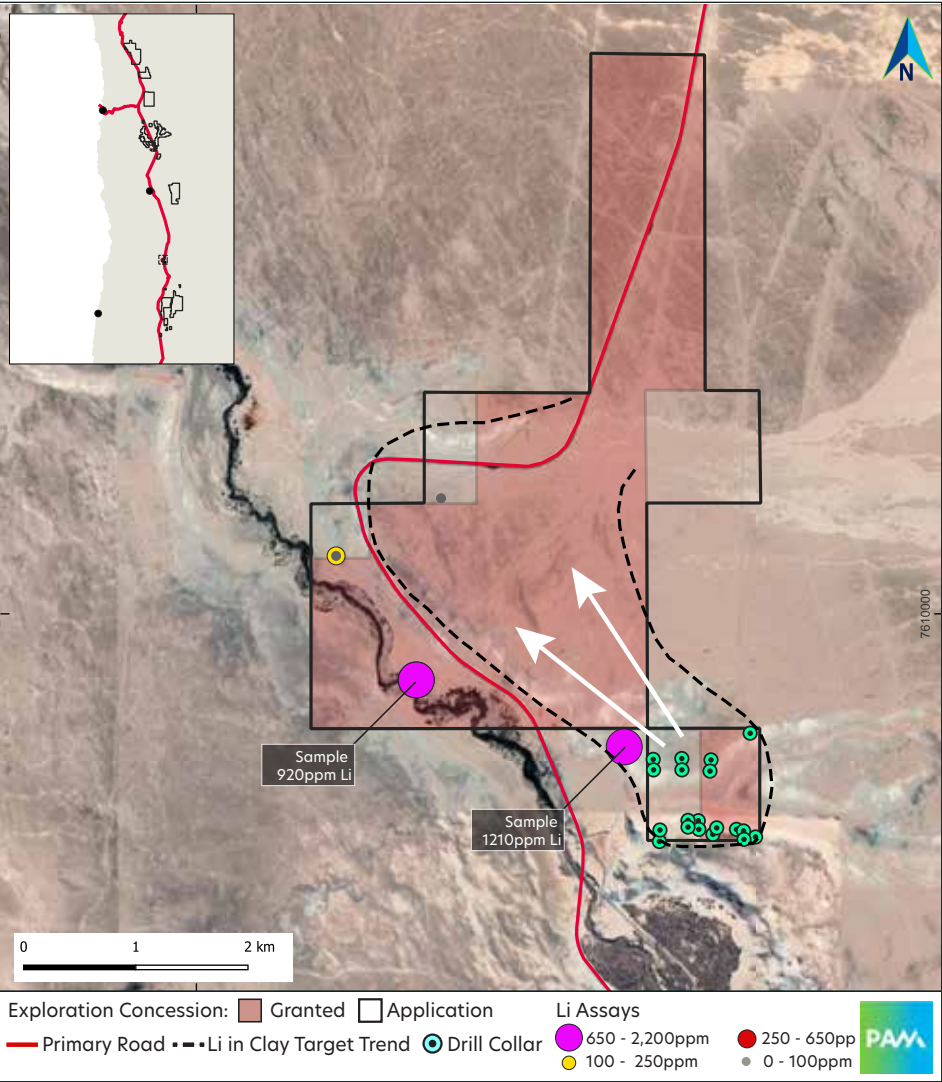 N
7610000
Sample
920ppm Li
Sample
1210ppm Li
0 1 2 km
Exploration Concession: Granted Application
Primary Road Li in Clay Target Trend Drill Collar
Li Assays
650 - 2,200ppm 250 - 650pp
100 - 250ppm 0 - 100ppm
PAM